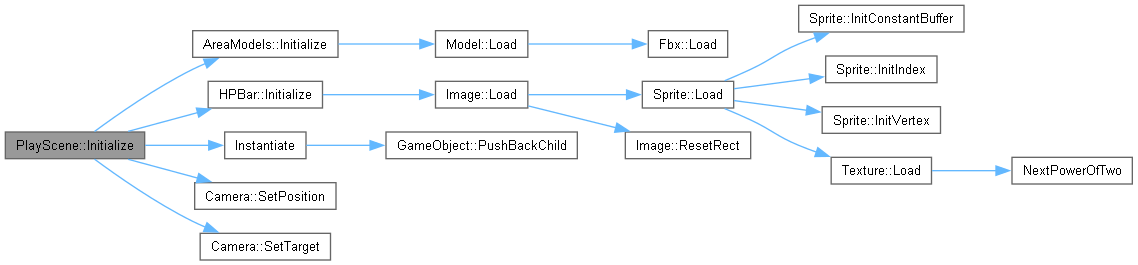 PlayScene::Initialize
AreaModels::Initialize
Model::Load
Fbx::Load
HPBar::Initialize
Image::Load
Sprite::Load
Sprite::InitConstantBuffer
Sprite::InitIndex
Sprite::InitVertex
Texture::Load
NextPowerOfTwo
Image::ResetRect
Instantiate
GameObject::PushBackChild
Camera::SetPosition
Camera::SetTarget